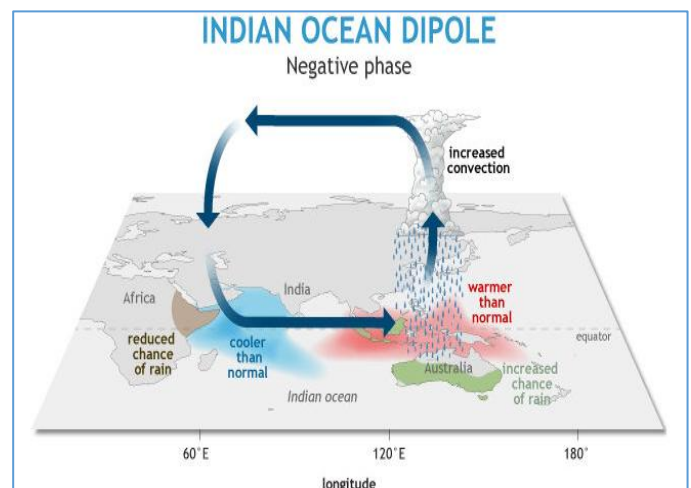 INDIAN OCEAN DIPOLE
Negative phase
increased
convection
Africa
India
warmer
than
normal
reduced
chance
of rain
cooler
than
normal
equator
Australia
increased
chance
of rain
Indian ocean
60°E
120°E
180°
longitude